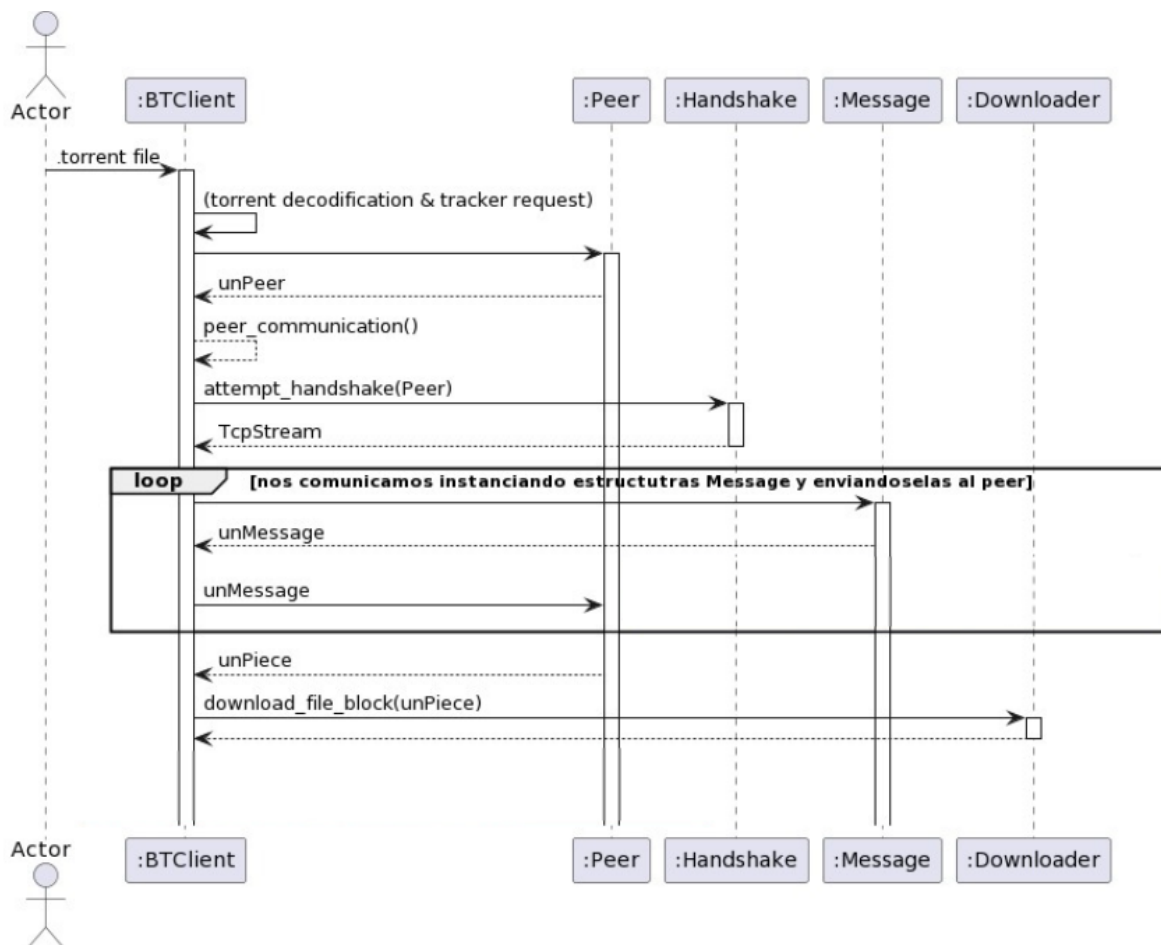 Actor
:BTClient
:Peer
:Handshake
:Message
:Downloader
.torrent file
(torrent decodification & tracker request)
unPeer
peer_communication()
attempt_handshake(Peer)
TcpStream
loop
[nos comunicamos instanciando estructutras Message y enviandoselas al peer]
unMessage
unMessage
unPiece
download_file_block(unPiece)
Actor
:BTClient
:Peer
:Handshake
:Message
:Downloader